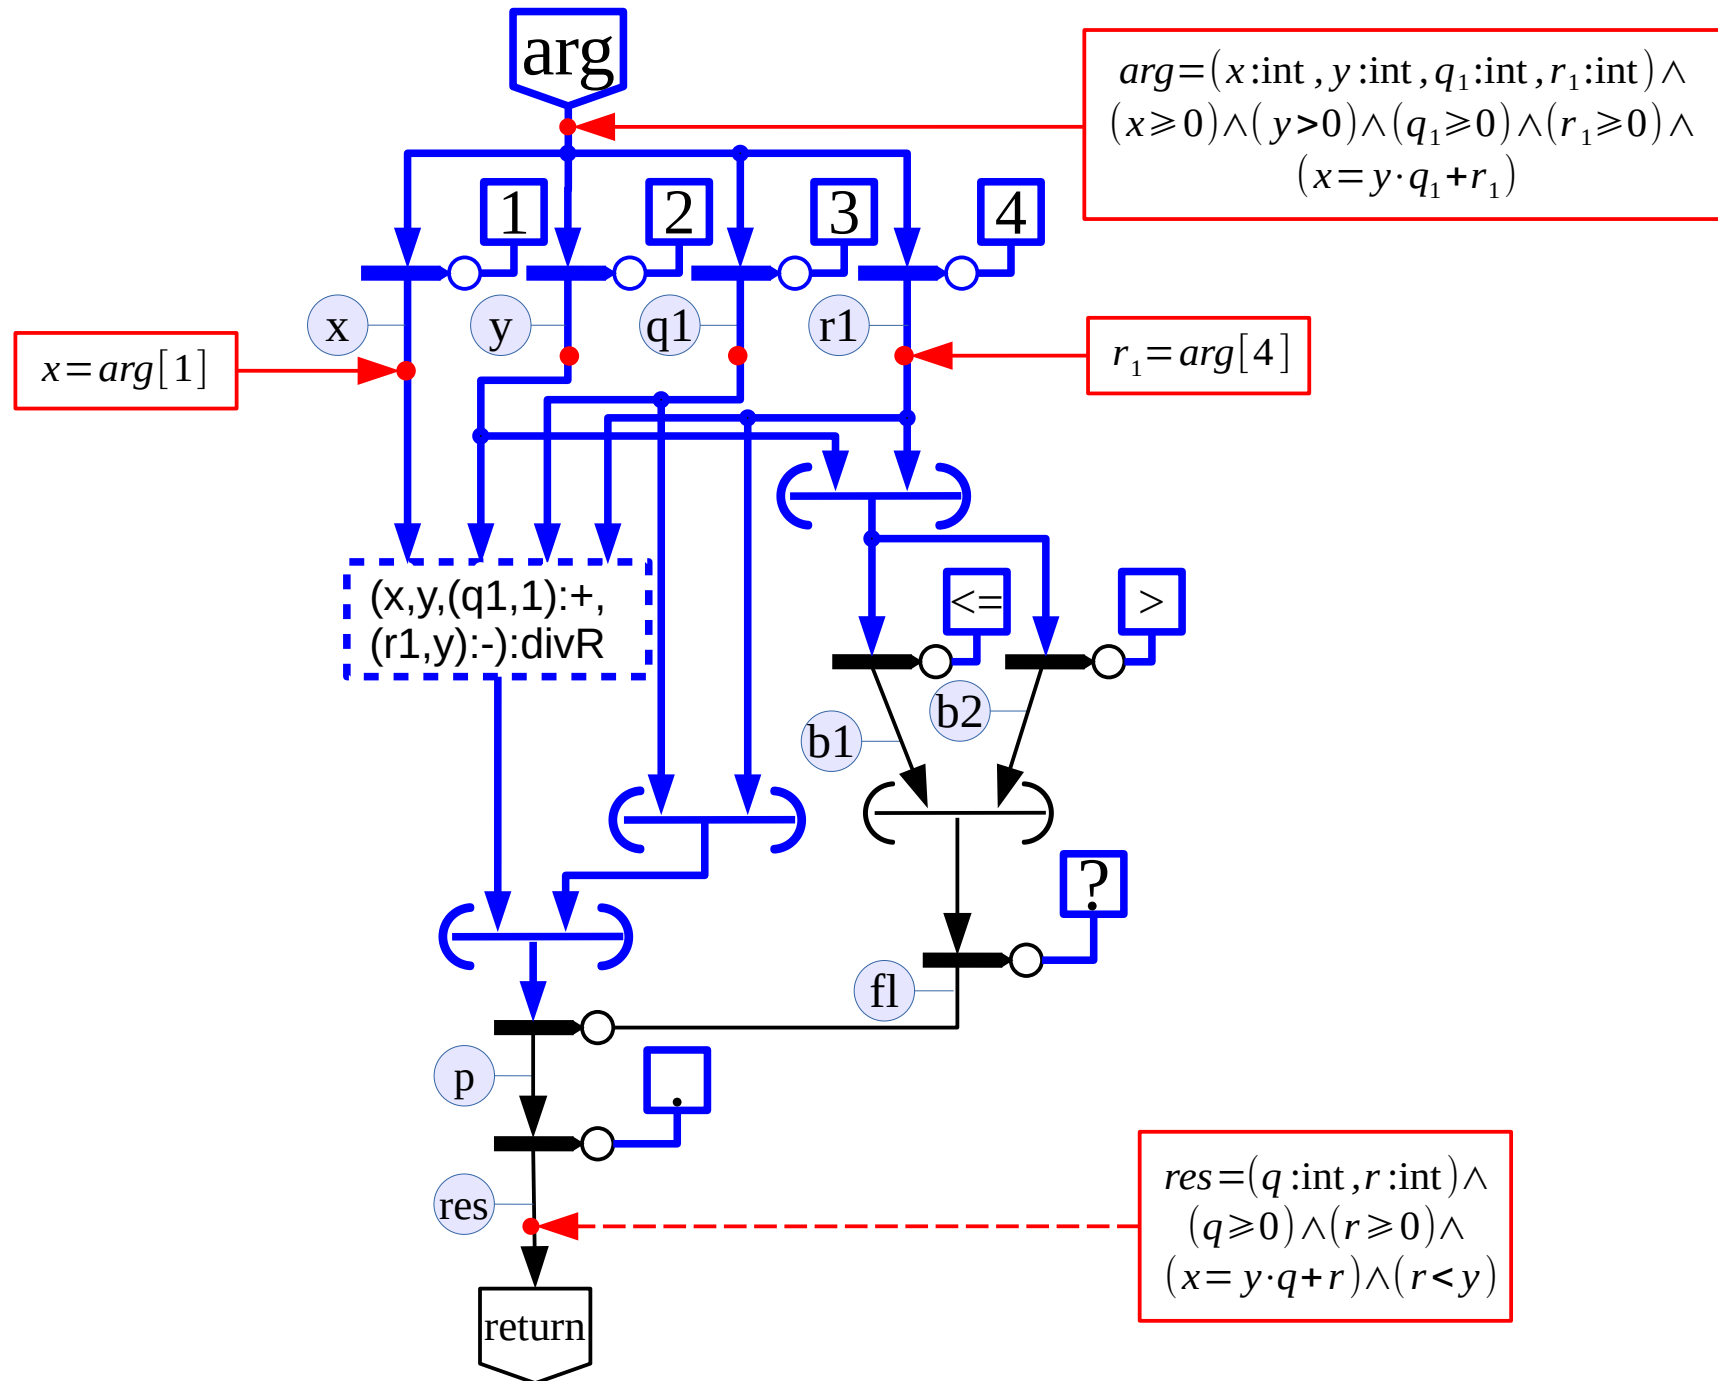 arg
arg=(x:int, y:int, q₁:int, r₁:int)∧
(x⩾0)∧(y>0)∧(q₁⩾0)∧(r₁⩾0)∧
(x=y·q₁+r₁)
1
2
3
4
x
y
q1
r1
x=arg[1]
r₁=arg[4]
(x,y,(q1,1):+,
(r1,y):-):divR
<=
>
b1
b2
?
fl
p
.
res
res=(q:int, r:int)∧
(q⩾0)∧(r⩾0)∧
(x=y·q+r)∧(r<y)
return